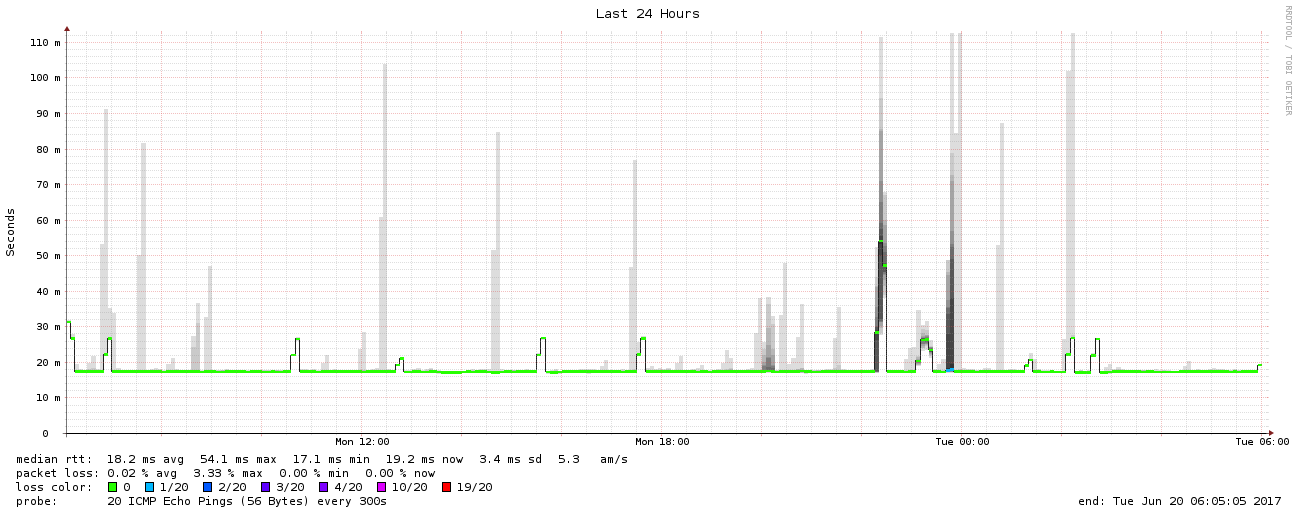 Last 24 Hours
RRDTOOL / TOBI OETIKER
Seconds
110 m
100 m
90 m
80 m
70 m
60 m
50 m
40 m
30 m
20 m
10 m
0
Mon 12:00 Mon 18:00 Tue 00:00 Tue 06:00
median rtt: 18.2 ms avg 54.1 ms max 17.1 ms min 19.2 ms now 3.4 ms sd 5.3 am/s
packet loss: 0.02 % avg 3.33 % max 0.00 % min 0.00 % now
loss color: 0 1/20 2/20 3/20 4/20 10/20 19/20
probe: 20 ICMP Echo Pings (56 Bytes) every 300s end: Tue Jun 20 06:05:05 2017